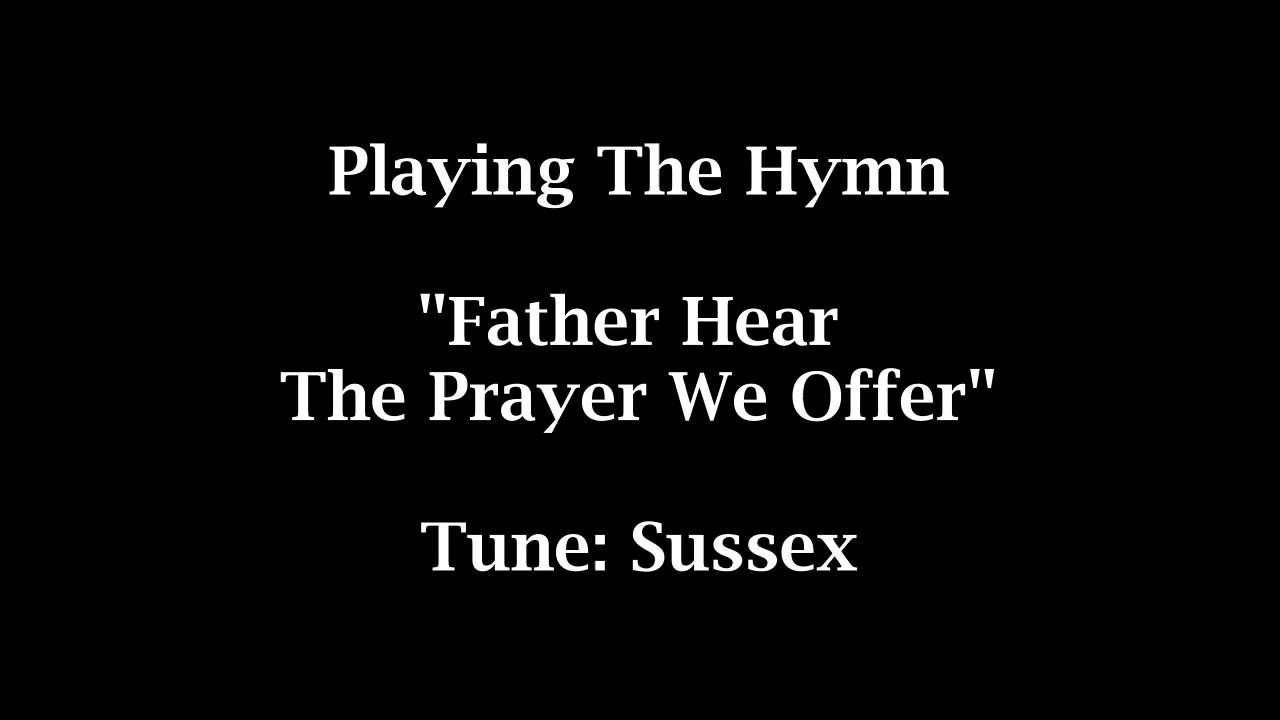 Playing The Hymn
"Father Hear
The Prayer We Offer"
Tune: Sussex